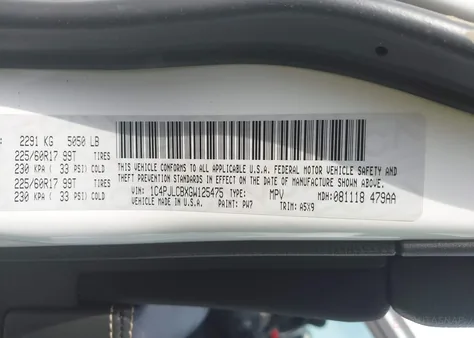 : 2291 KG 5050 LB
225/60R17 99T TIRES
230 KPA ( 33 PSI) COLD
225/60R17 99T TIRES
230 KPA ( 33 PSI) COLD
THIS VEHICLE CONFORMS TO ALL APPLICABLE U.S.A. FEDERAL MOTOR VEHICLE SAFETY AND
THEFT PREVENTION STANDARDS IN EFFECT ON THE DATE OF MANUFACTURE SHOWN ABOVE.
VIN: 1C4PJLCBXGW125475 TYPE: MPV MDH: 081118 479AA
VEHICLE MADE IN U.S.A. PAINT: PW7 TRIM: A5X9